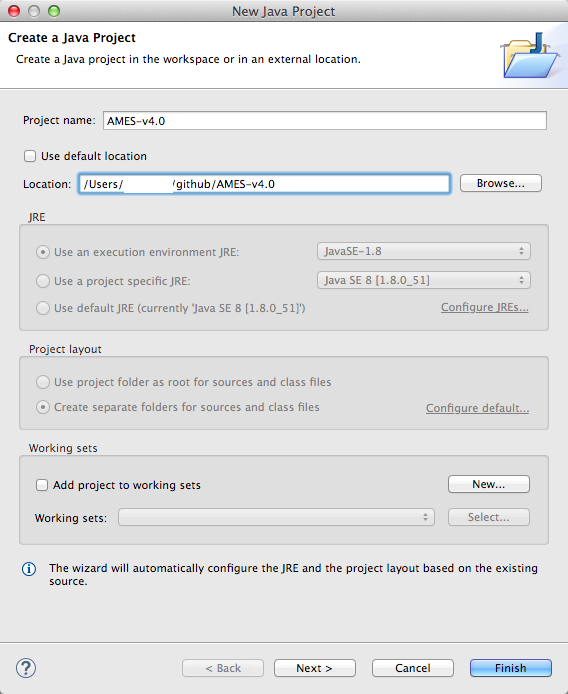 New Java Project
Create a Java Project
Create a Java project in the workspace or in an external location.
Project name: AMES-v4.0
Use default location
Location: /Users/ /github/AMES-v4.0 Browse...
JRE
Use an execution environment JRE: JavaSE-1.8
Use a project specific JRE: Java SE 8 [1.8.0_51]
Use default JRE (currently 'Java SE 8 [1.8.0_51]') Configure JREs...
Project layout
Use project folder as root for sources and class files
Create separate folders for sources and class files Configure default...
Working sets
Add project to working sets New...
Working sets: Select...
The wizard will automatically configure the JRE and the project layout based on the existing
source.
? < Back Next > Cancel Finish